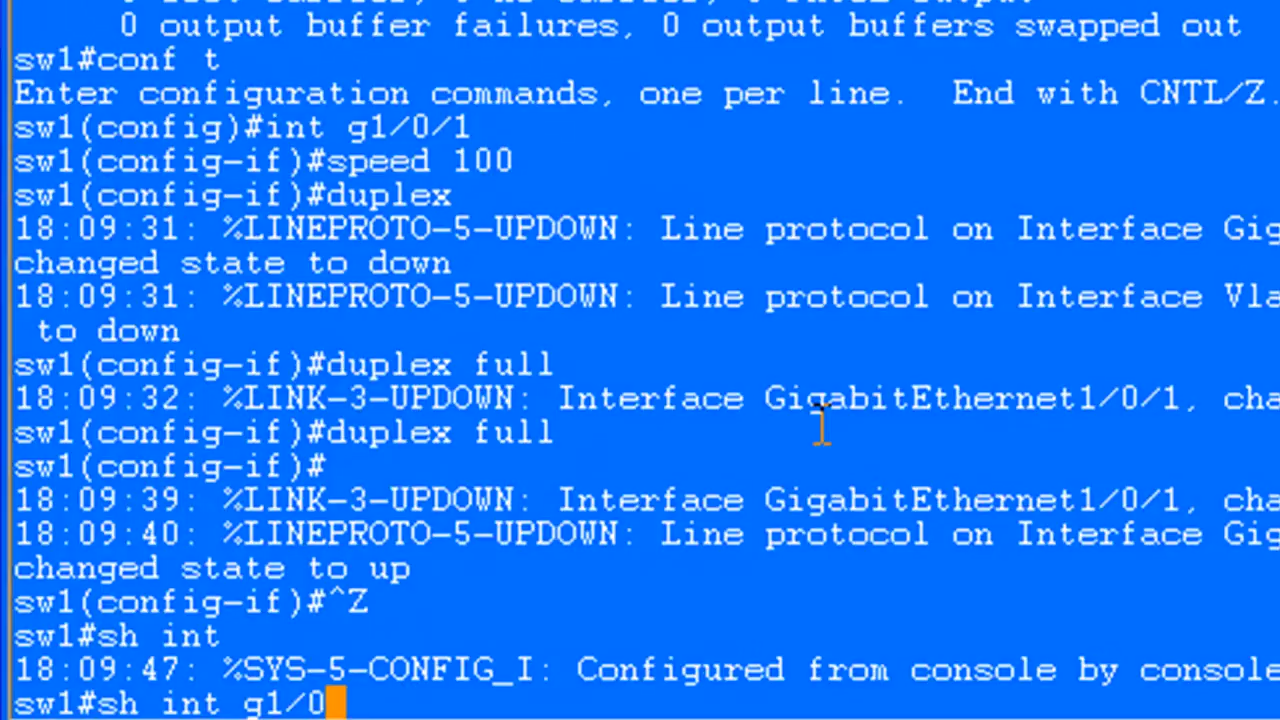 0 output buffer failures, 0 output buffers swapped out
sw1#conf t
Enter configuration commands, one per line.  End with CNTL/Z.
sw1(config)#int g1/0/1
sw1(config-if)#speed 100
sw1(config-if)#duplex
18:09:31: %LINEPROTO-5-UPDOWN: Line protocol on Interface Gig
changed state to down
18:09:31: %LINEPROTO-5-UPDOWN: Line protocol on Interface Vla
to down
sw1(config-if)#duplex full
18:09:32: %LINK-3-UPDOWN: Interface GigabitEthernet1/0/1, cha
sw1(config-if)#duplex full
sw1(config-if)#
18:09:39: %LINK-3-UPDOWN: Interface GigabitEthernet1/0/1, cha
18:09:40: %LINEPROTO-5-UPDOWN: Line protocol on Interface Gig
changed state to up
sw1(config-if)#^Z
sw1#sh int
18:09:47: %SYS-5-CONFIG_I: Configured from console by console
sw1#sh int g1/0